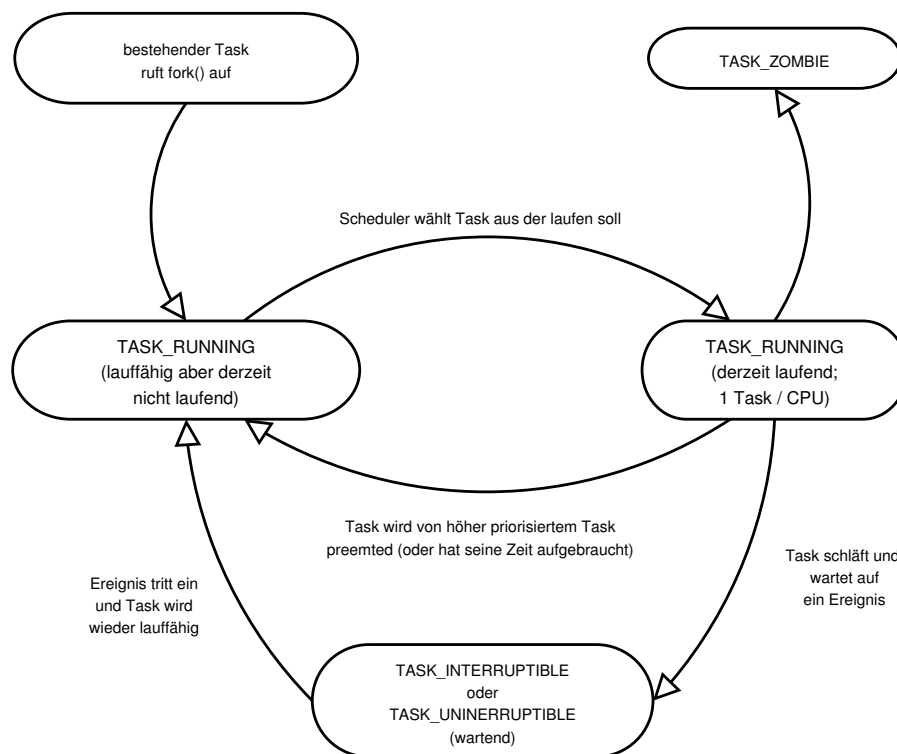 bestehender Task
ruft fork() auf
TASK_ZOMBIE
Scheduler wählt Task aus der laufen soll
TASK_RUNNING
(lauffähig aber derzeit
nicht laufend)
TASK_RUNNING
(derzeit laufend;
1 Task / CPU)
Task wird von höher priorisiertem Task
preemted (oder hat seine Zeit aufgebraucht)
Task schläft und
wartet auf
ein Ereignis
Ereignis tritt ein
und Task wird
wieder lauffähig
TASK_INTERRUPTIBLE
oder
TASK_UNINERRUPTIBLE
(wartend)